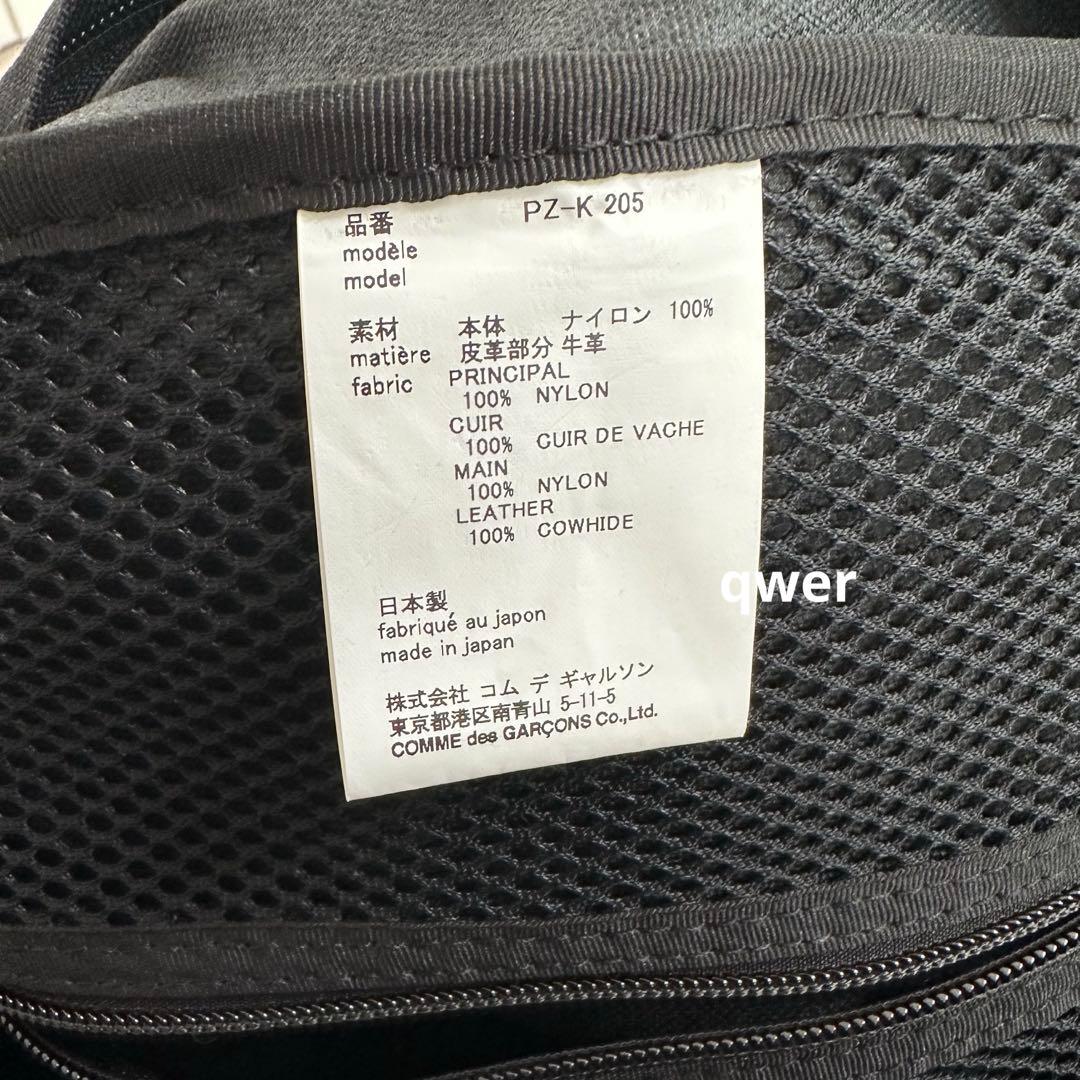 品番 PZ-K 205
modèle
model
素材 本体 ナイロン 100%
matière 皮革部分 牛革
fabric PRINCIPAL
100% NYLON
CUIR
100% CUIR DE VACHE
MAIN
100% NYLON
LEATHER
100% COWHIDE
qwer
日本製
fabriqué au japon
made in japan
株式会社 コム デ ギャルソン
東京都港区南青山 5-11-5
COMME des GARÇONS Co.,Ltd.